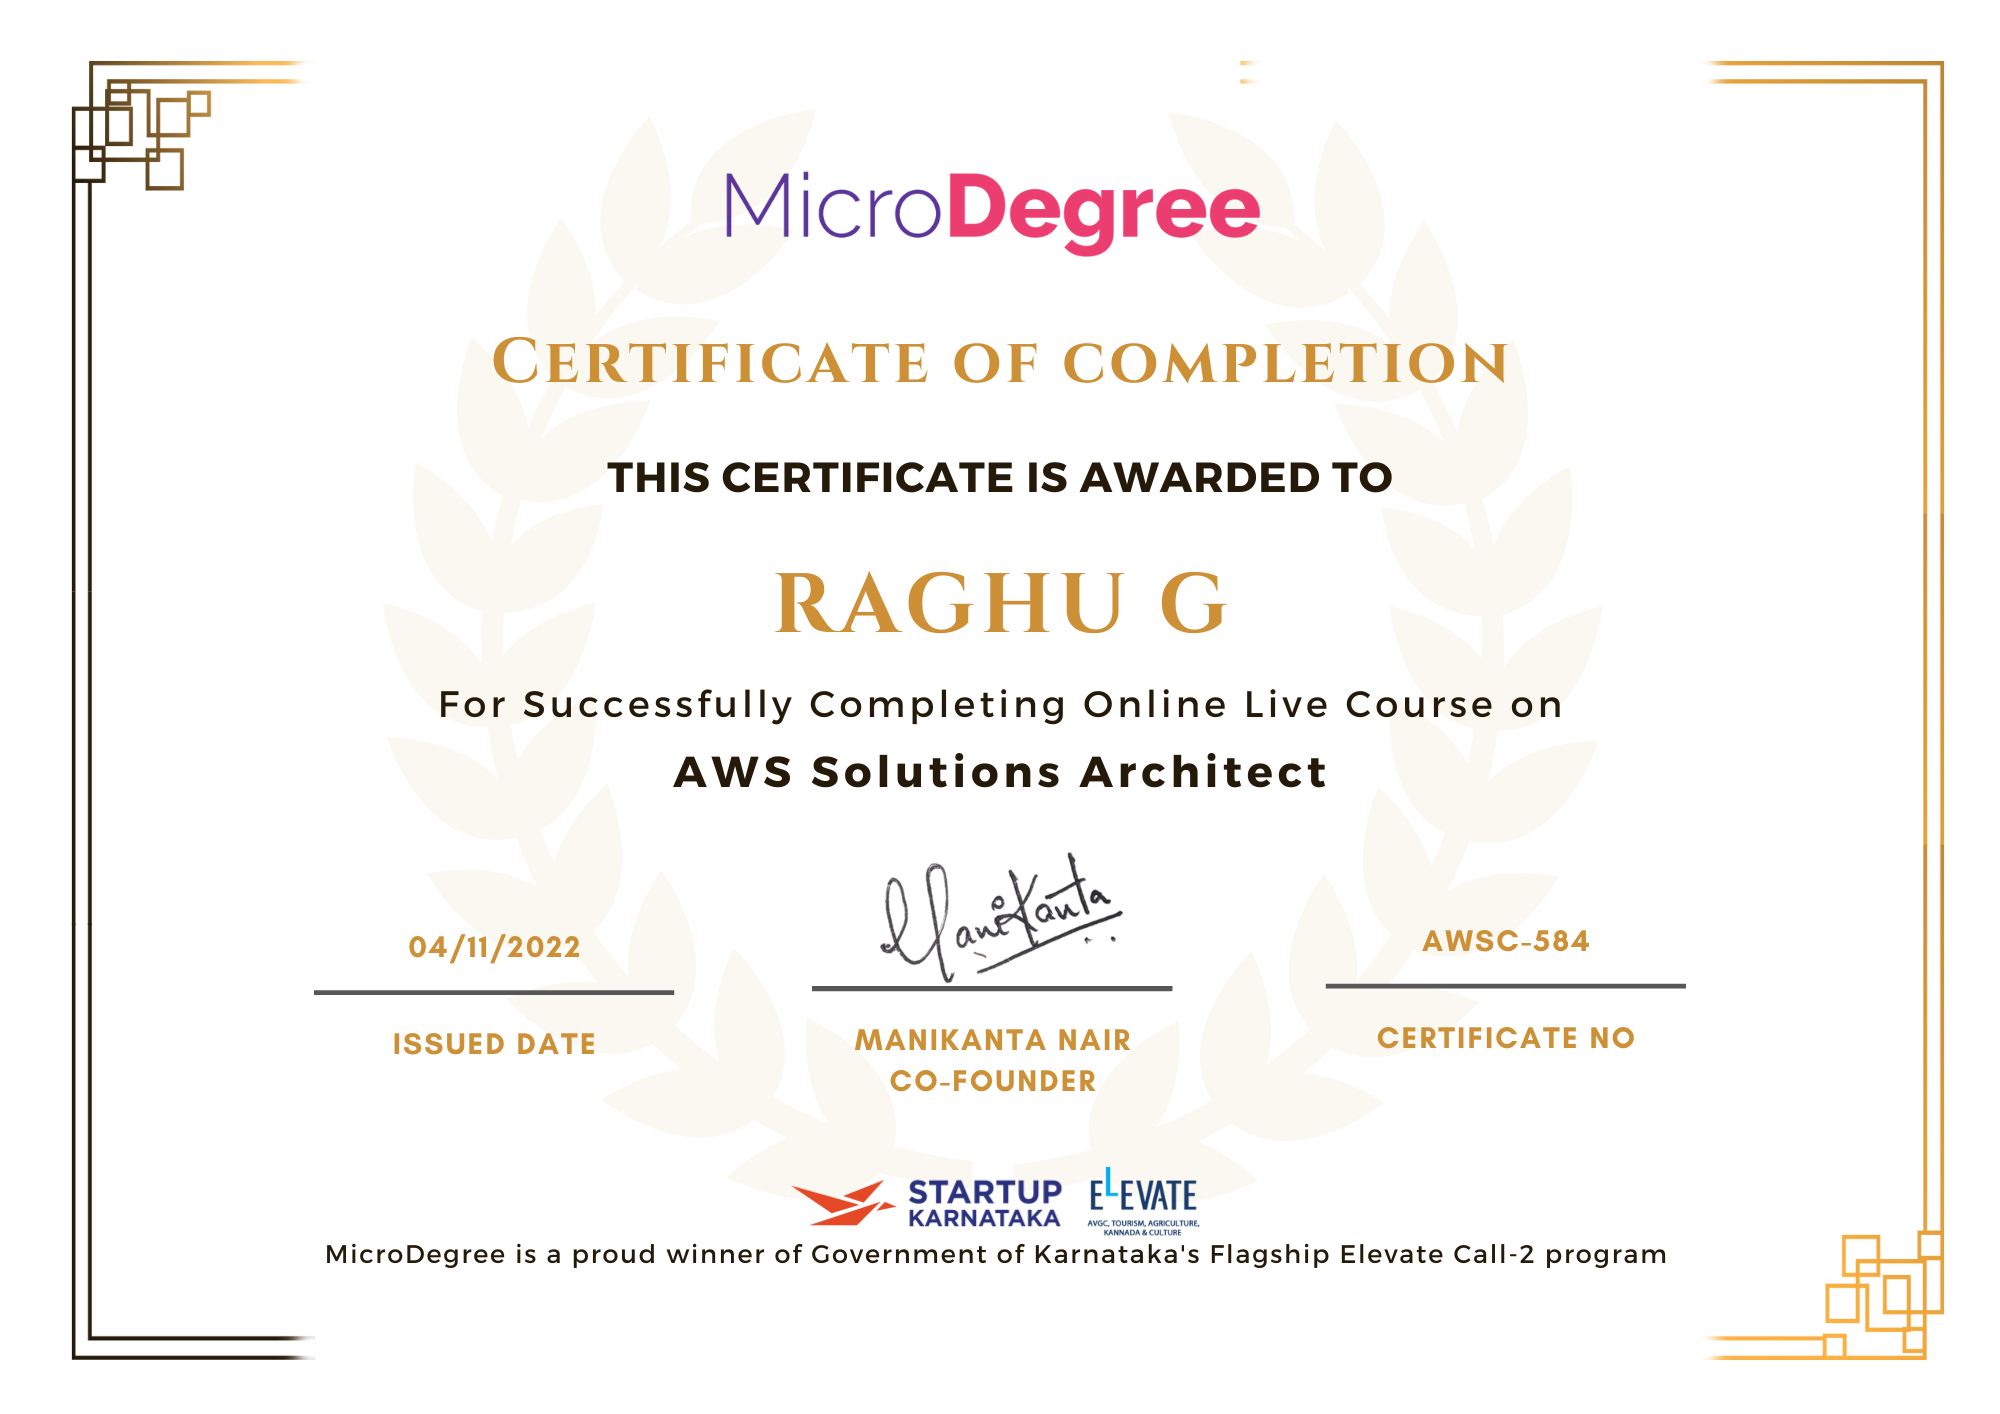 MicroDegree
CERTIFICATE OF COMPLETION
THIS CERTIFICATE IS AWARDED TO
RAGHU G
For Successfully Completing Online Live Course on
AWS Solutions Architect
ManiKanta
04/11/2022
AWSC-584
ISSUED DATE
MANIKANTA NAIR
CO-FOUNDER
CERTIFICATE NO
STARTUP
KARNATAKA
ELEVATE
AVGC, TOURISM, AGRICULTURE,
KANNADA & CULTURE
MicroDegree is a proud winner of Government of Karnataka's Flagship Elevate Call-2 program